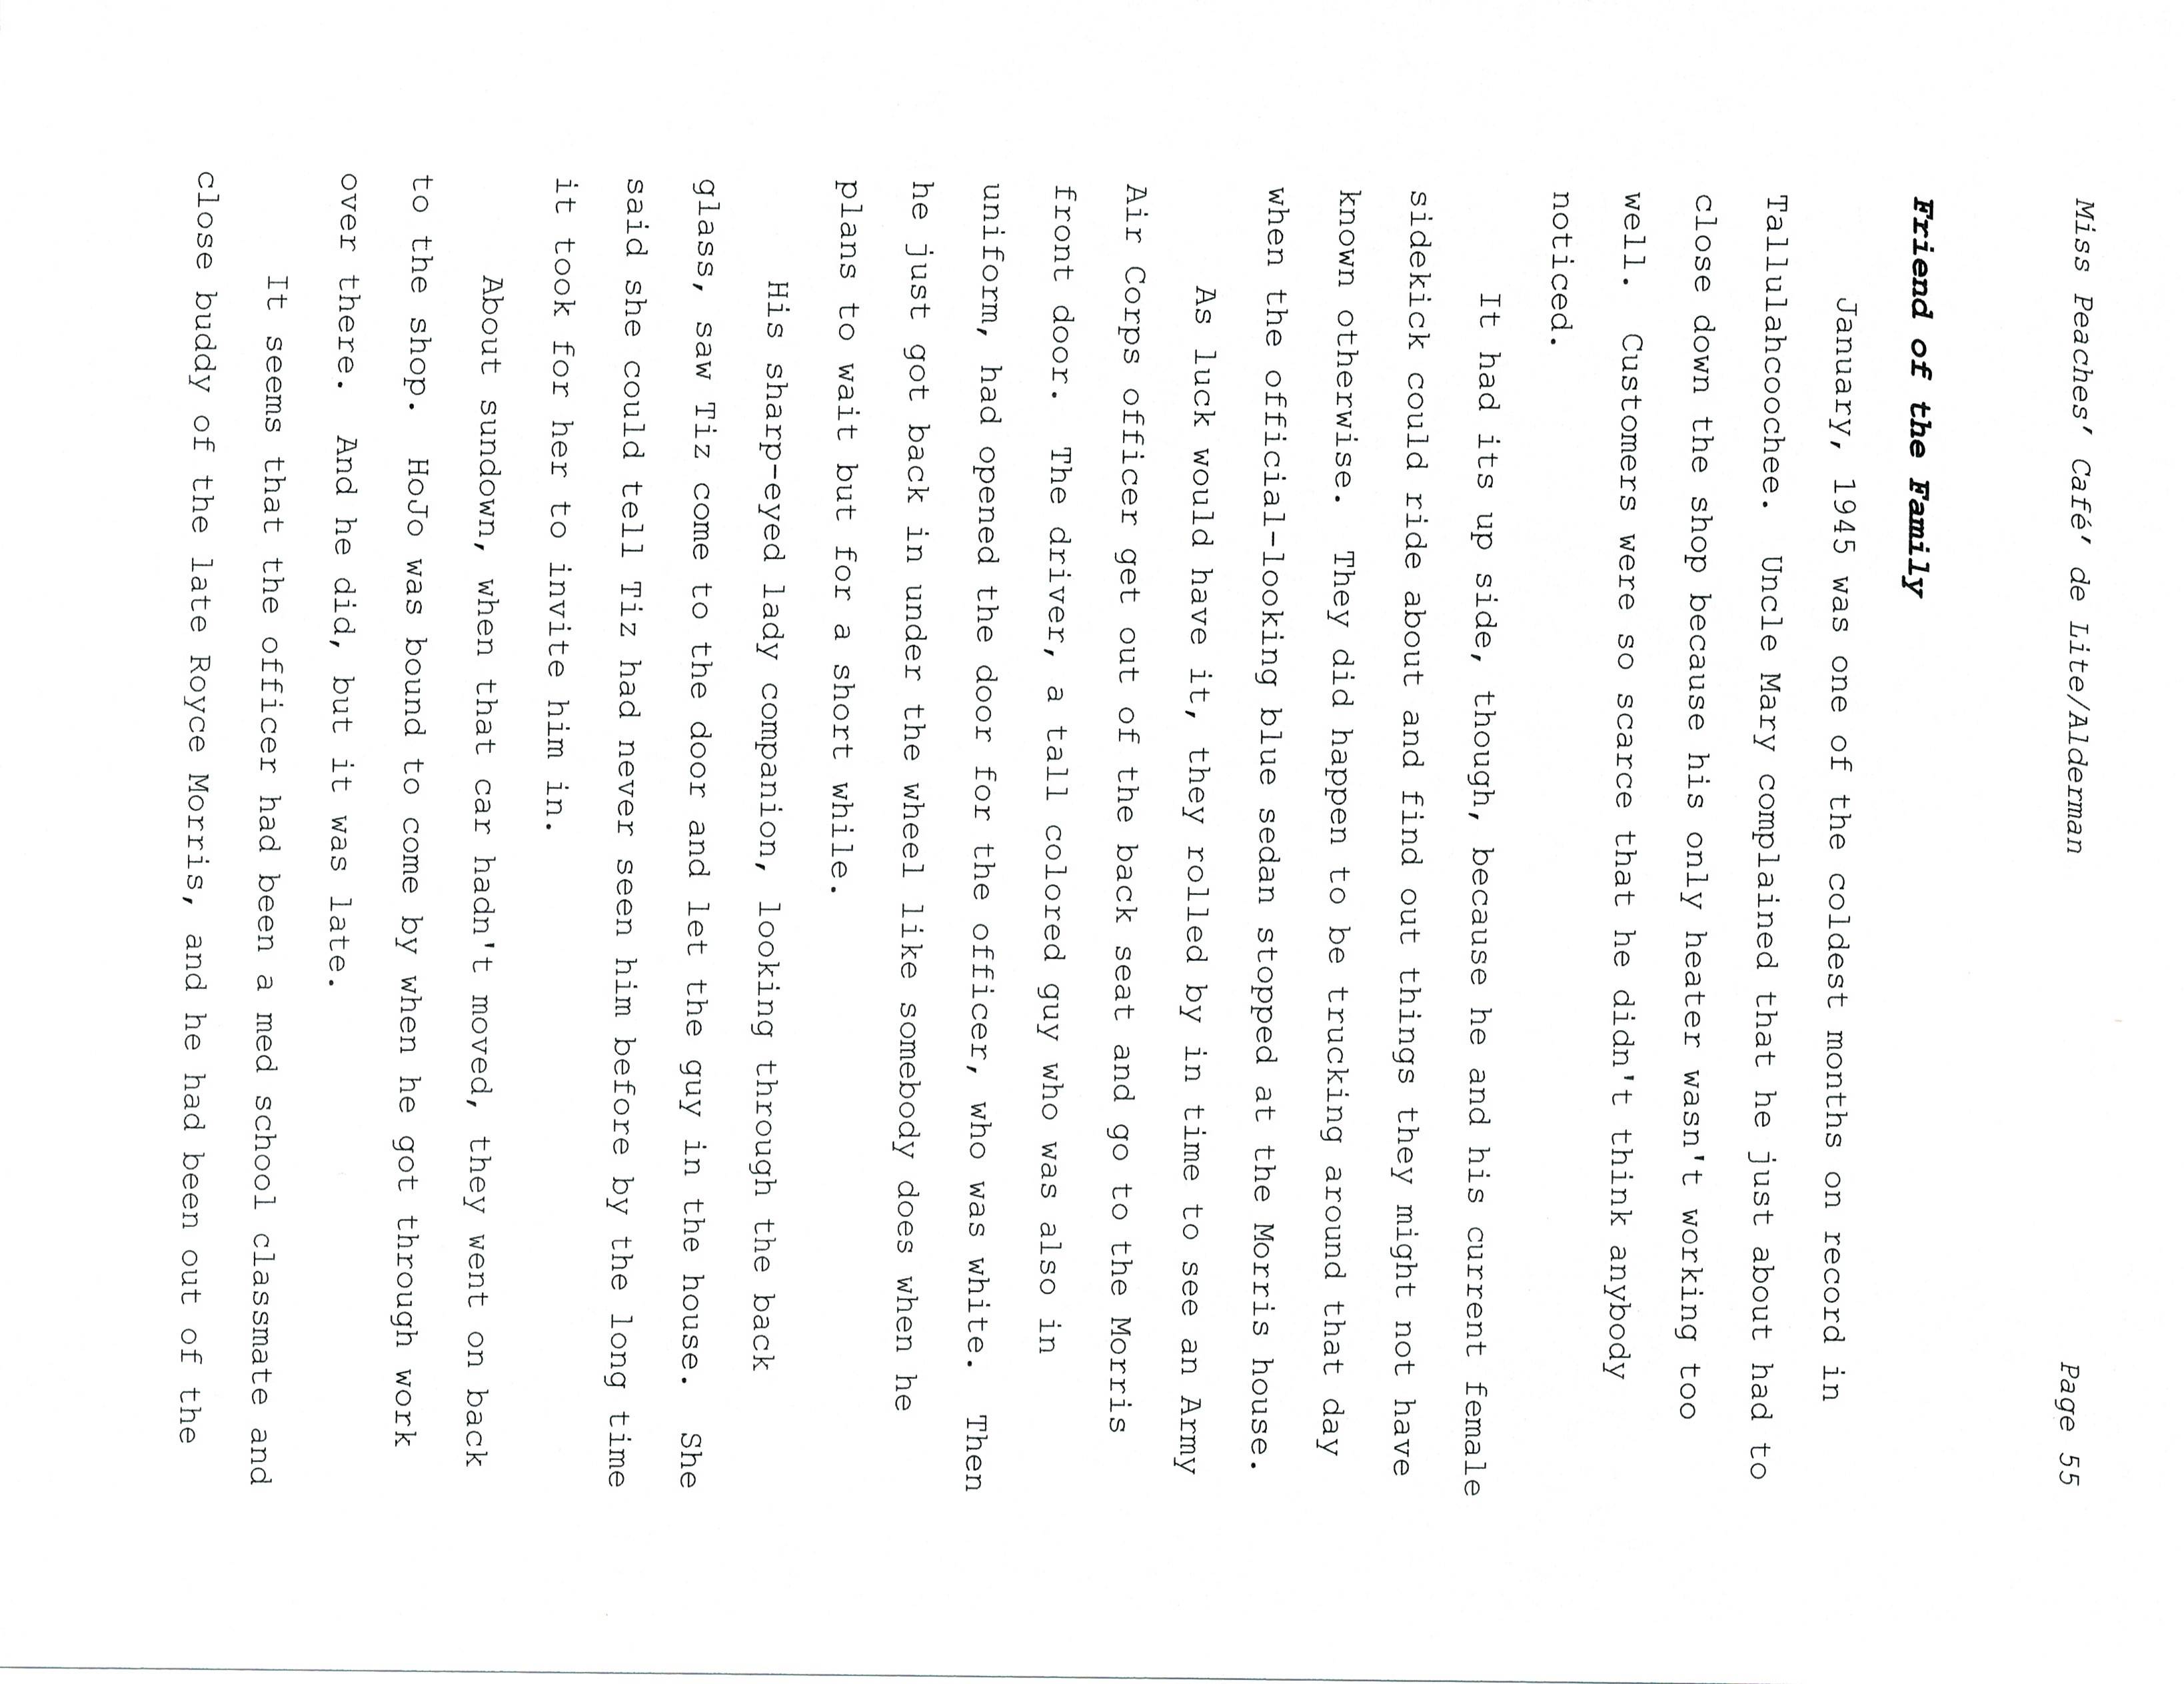 Miss Peaches' Café' de Lite/Alderman Page 55
Friend of the Family
January, 1945 was one of the coldest months on record in
Tallulahcoochee. Uncle Mary complained that he just about had to
close down the shop because his only heater wasn't working too
well. Customers were so scarce that he didn't think anybody
noticed.
It had its up side, though, because he and his current female
sidekick could ride about and find out things they might not have
known otherwise. They did happen to be trucking around that day
when the official-looking blue sedan stopped at the Morris house.
As luck would have it, they rolled by in time to see an Army
Air Corps officer get out of the back seat and go to the Morris
front door. The driver, a tall colored guy who was also in
uniform, had opened the door for the officer, who was white. Then
he just got back in under the wheel like somebody does when he
plans to wait but for a short while.
His sharp-eyed lady companion, looking through the back
glass, saw Tiz come to the door and let the guy in the house. She
said she could tell Tiz had never seen him before by the long time
it took for her to invite him in.
About sundown, when that car hadn't moved, they went on back
to the shop. HoJo was bound to come by when he got through work
over there. And he did, but it was late.
It seems that the officer had been a med school classmate and
close buddy of the late Royce Morris, and he had been out of the